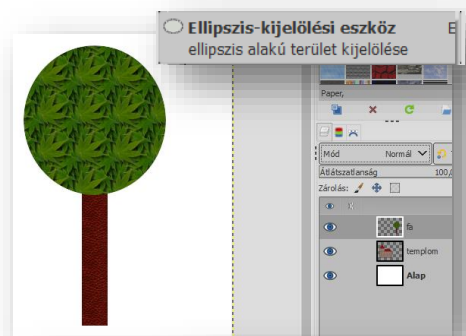 Ellipszis-kijelölési eszköz E
ellipszis alakú terület kijelölése
Paper,
Mód Normál
Átlátszatlanság 100,
Zárolás:
fa
templom
Alap